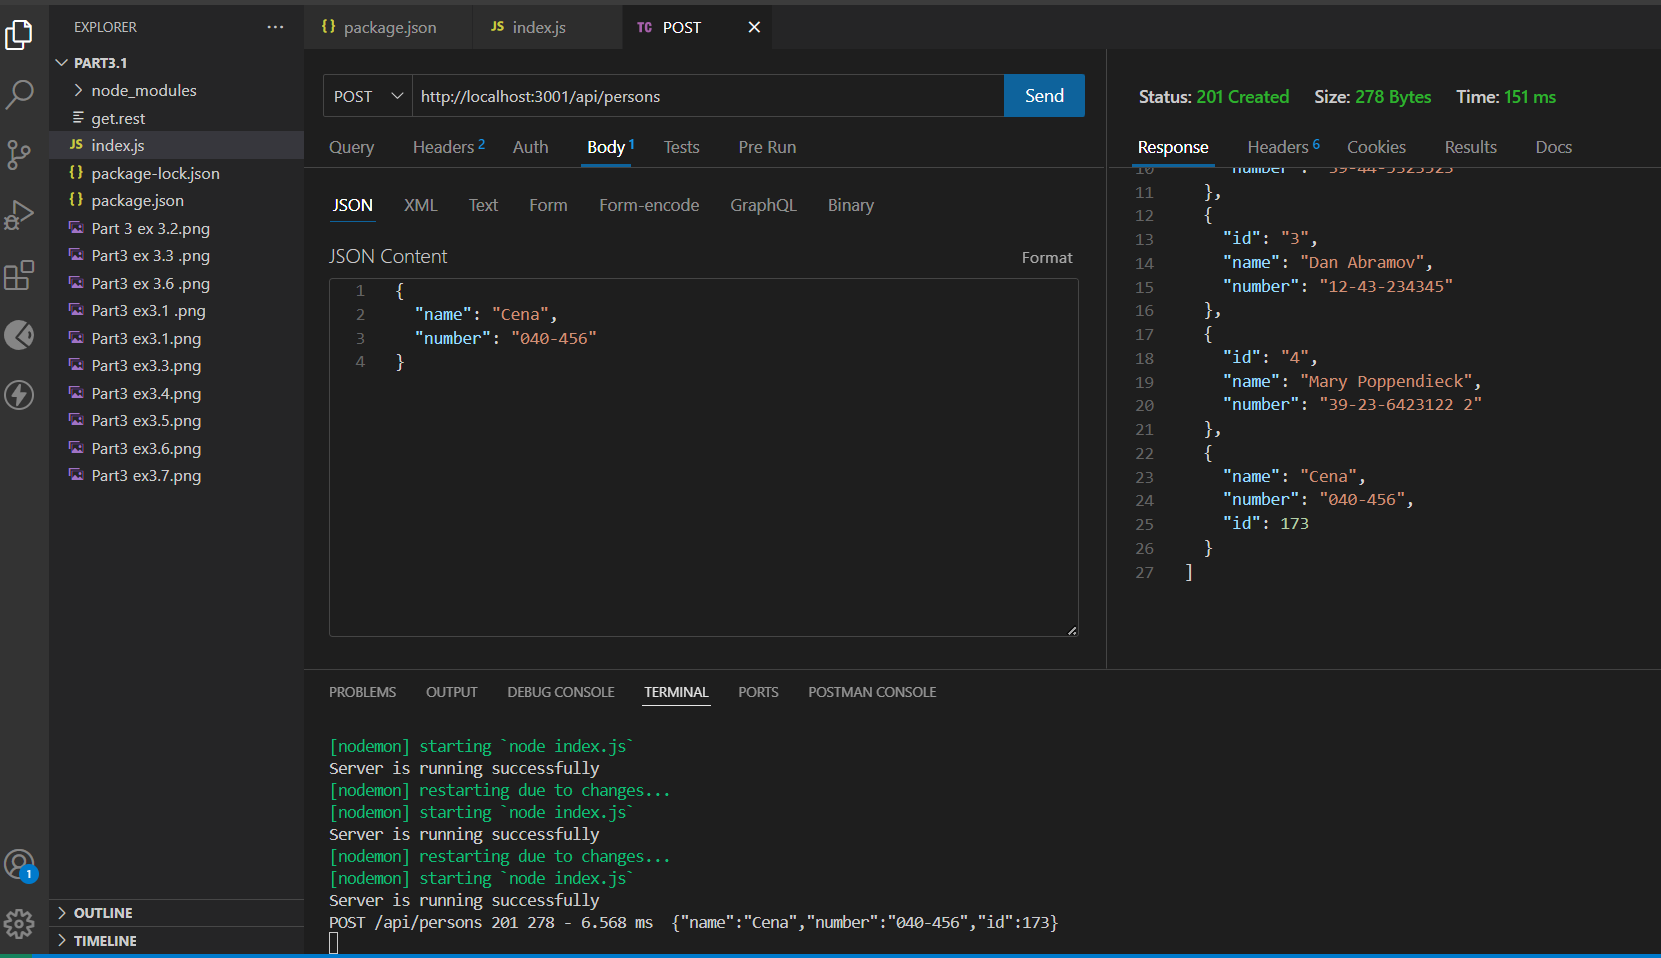 EXPLORER
PART3.1
node_modules
get.rest
JS index.js
{} package-lock.json
{} package.json
Part 3 ex 3.2.png
Part3 ex 3.3 .png
Part3 ex 3.6 .png
Part3 ex3.1 .png
Part3 ex3.1.png
Part3 ex3.3.png
Part3 ex3.4.png
Part3 ex3.5.png
Part3 ex3.6.png
Part3 ex3.7.png
OUTLINE
TIMELINE
1
{} package.json
JS index.js
TC POST
POST
http://localhost:3001/api/persons
Send
Query Headers 2 Auth Body 1 Tests Pre Run
JSON XML Text Form Form-encode GraphQL Binary
JSON Content
Format
1 {
2 "name": "Cena",
3 "number": "040-456"
4 }
Status: 201 Created Size: 278 Bytes Time: 151 ms
Response Headers 6 Cookies Results Docs
10 "number": "39-44-5323523"
11 },
12 {
13 "id": "3",
14 "name": "Dan Abramov",
15 "number": "12-43-234345"
16 },
17 {
18 "id": "4",
19 "name": "Mary Poppendieck",
20 "number": "39-23-6423122 2"
21 },
22 {
23 "name": "Cena",
24 "number": "040-456",
25 "id": 173
26 }
27 ]
PROBLEMS OUTPUT DEBUG CONSOLE TERMINAL PORTS POSTMAN CONSOLE
[nodemon] starting `node index.js`
Server is running successfully
[nodemon] restarting due to changes...
[nodemon] starting `node index.js`
Server is running successfully
[nodemon] restarting due to changes...
[nodemon] starting `node index.js`
Server is running successfully
POST /api/persons 201 278 - 6.568 ms {"name":"Cena","number":"040-456","id":173}